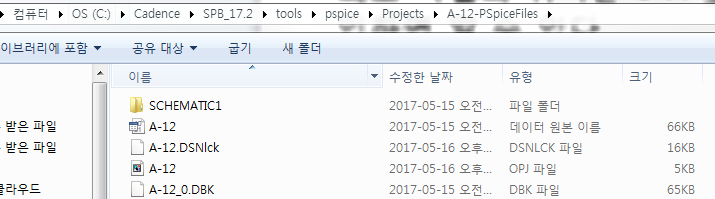 컴퓨터 ▸ OS (C:) ▸ Cadence ▸ SPB_17.2 ▸ tools ▸ pspice ▸ Projects ▸ A-12-PSpiceFiles ▸
이브러리에 포함 ▾ 공유 대상 ▾ 굽기 새 폴더
이름 수정한 날짜 유형 크기
SCHEMATIC1 2017-05-15 오전... 파일 폴더
받은 파일 A-12 2017-05-15 오전... 데이터 원본 이름 66KB
받은 파일 A-12.DSNlck 2017-05-16 오후... DSNLCK 파일 16KB
A-12 2017-05-16 오후... OPJ 파일 5KB
클라우드 A-12_0.DBK 2017-05-15 오전... DBK 파일 65KB